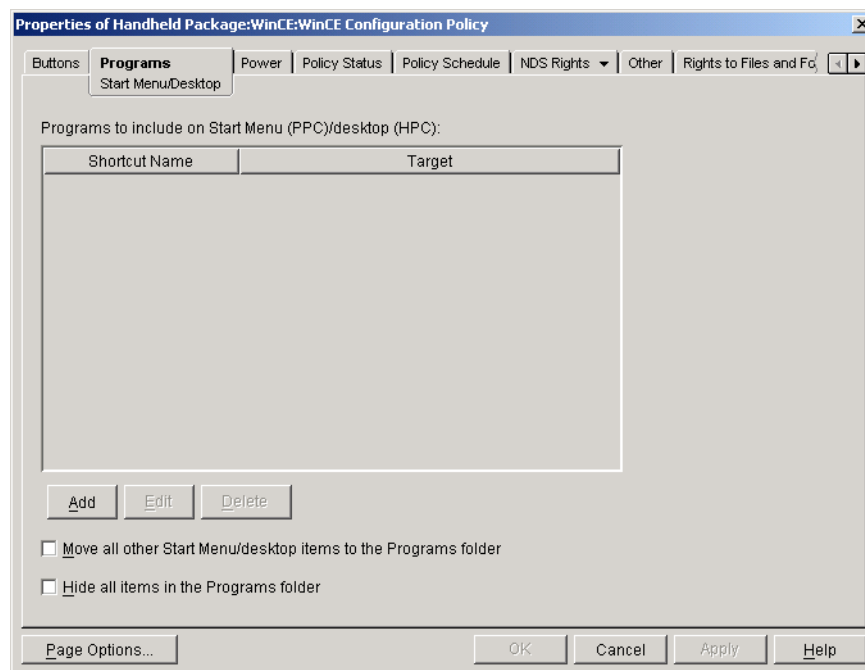 Properties of Handheld Package:WinCE:WinCE Configuration Policy
Buttons Programs Power Policy Status Policy Schedule NDS Rights Other Rights to Files and Fo
Start Menu/Desktop
Programs to include on Start Menu (PPC)/desktop (HPC):
Shortcut Name Target
Add Edit Delete
Move all other Start Menu/desktop items to the Programs folder
Hide all items in the Programs folder
Page Options... OK Cancel Apply Help